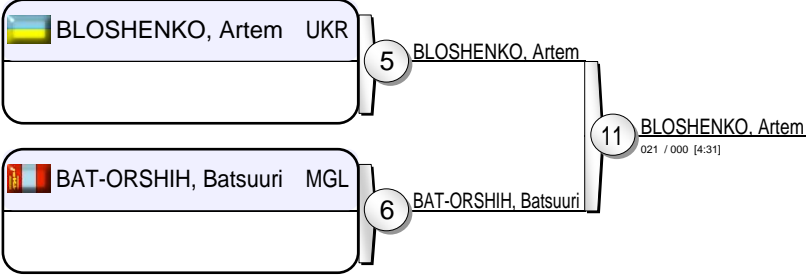 BLOSHENKO, Artem UKR
5
BLOSHENKO, Artem
11
BLOSHENKO, Artem
021 / 000 [4:31]
BAT-ORSHIH, Batsuuri MGL
6
BAT-ORSHIH, Batsuuri